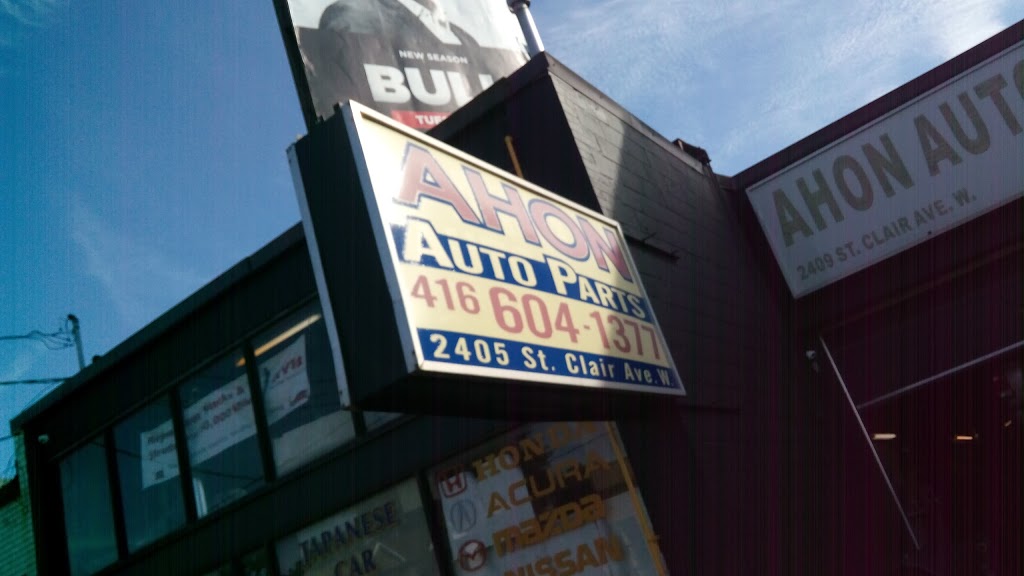 NEW SEASON
BULL
TUES
AHON
AUTO PARTS
416 604-1377
2405 St. Clair Ave. W.
AHON AUTO
2409 ST. CLAIR AVE. W.
HONDA
ACURA
mazda
NISSAN
JAPANESE
CAR